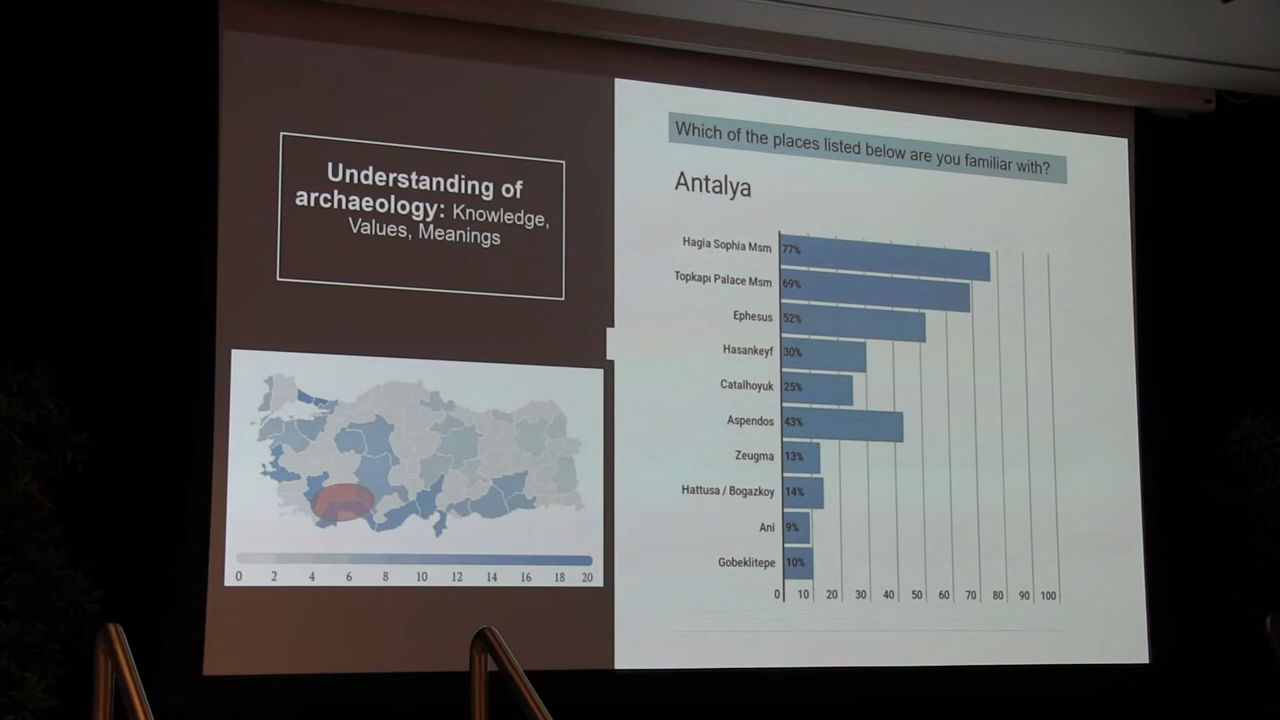 Understanding of
archaeology: Knowledge,
Values, Meanings
0 2 4 6 8 10 12 14 16 18 20
Which of the places listed below are you familiar with?
Antalya
Hagia Sophia Msm 77%
Topkapı Palace Msm 69%
Ephesus 52%
Hasankeyf 30%
Catalhoyuk 25%
Aspendos 43%
Zeugma 13%
Hattusa / Bogazkoy 14%
Ani 9%
Gobeklitepe 10%
0 10 20 30 40 50 60 70 80 90 100